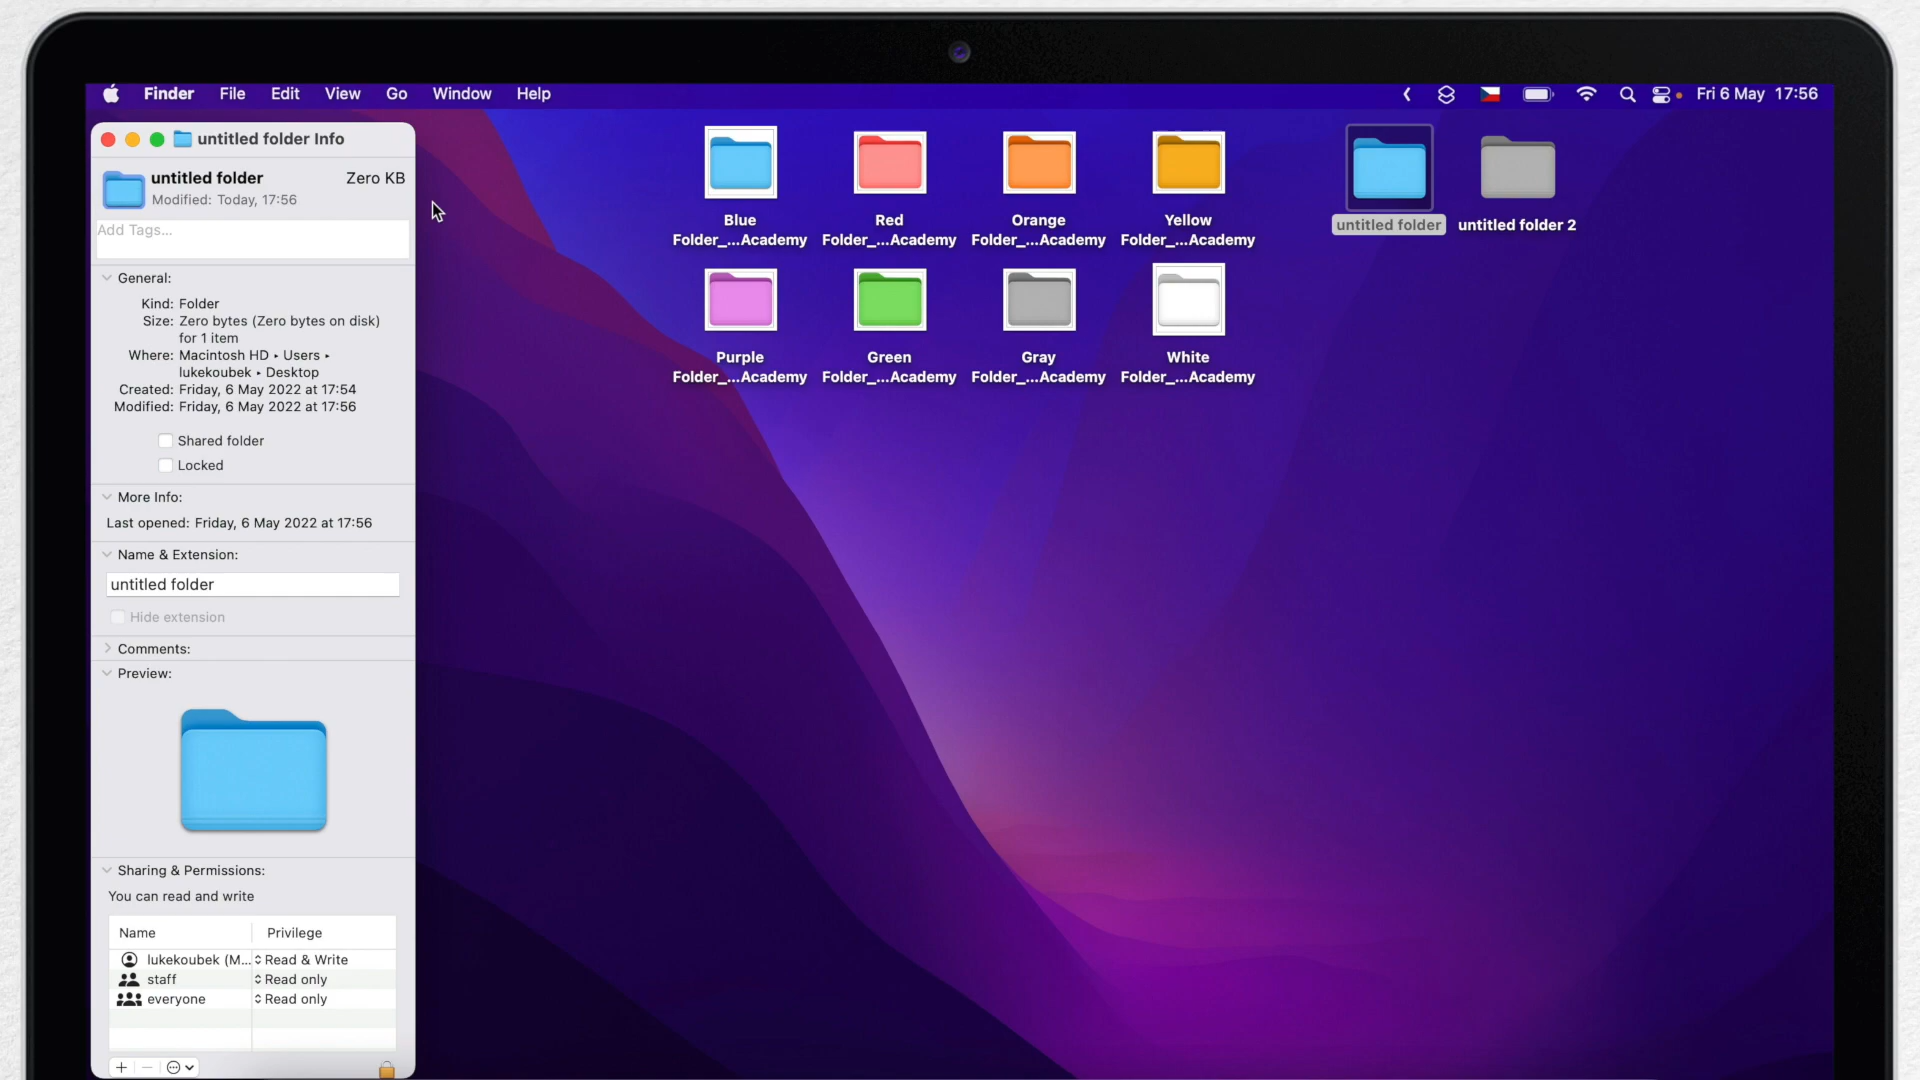 Finder File Edit View Go Window Help
Fri 6 May 17:56
untitled folder Info
untitled folder Zero KB
Modified: Today, 17:56
Add Tags...
General:
Kind: Folder
Size: Zero bytes (Zero bytes on disk)
for 1 item
Where: Macintosh HD ▸ Users ▸
lukekoubek ▸ Desktop
Created: Friday, 6 May 2022 at 17:54
Modified: Friday, 6 May 2022 at 17:56
Shared folder
Locked
More Info:
Last opened: Friday, 6 May 2022 at 17:56
Name & Extension:
untitled folder
Hide extension
Comments:
Preview:
Sharing & Permissions:
You can read and write
Name Privilege
lukekoubek (M... Read & Write
staff Read only
everyone Read only
Blue
Folder_...Academy
Red
Folder_...Academy
Orange
Folder_...Academy
Yellow
Folder_...Academy
Purple
Folder_...Academy
Green
Folder_...Academy
Gray
Folder_...Academy
White
Folder_...Academy
untitled folder
untitled folder 2